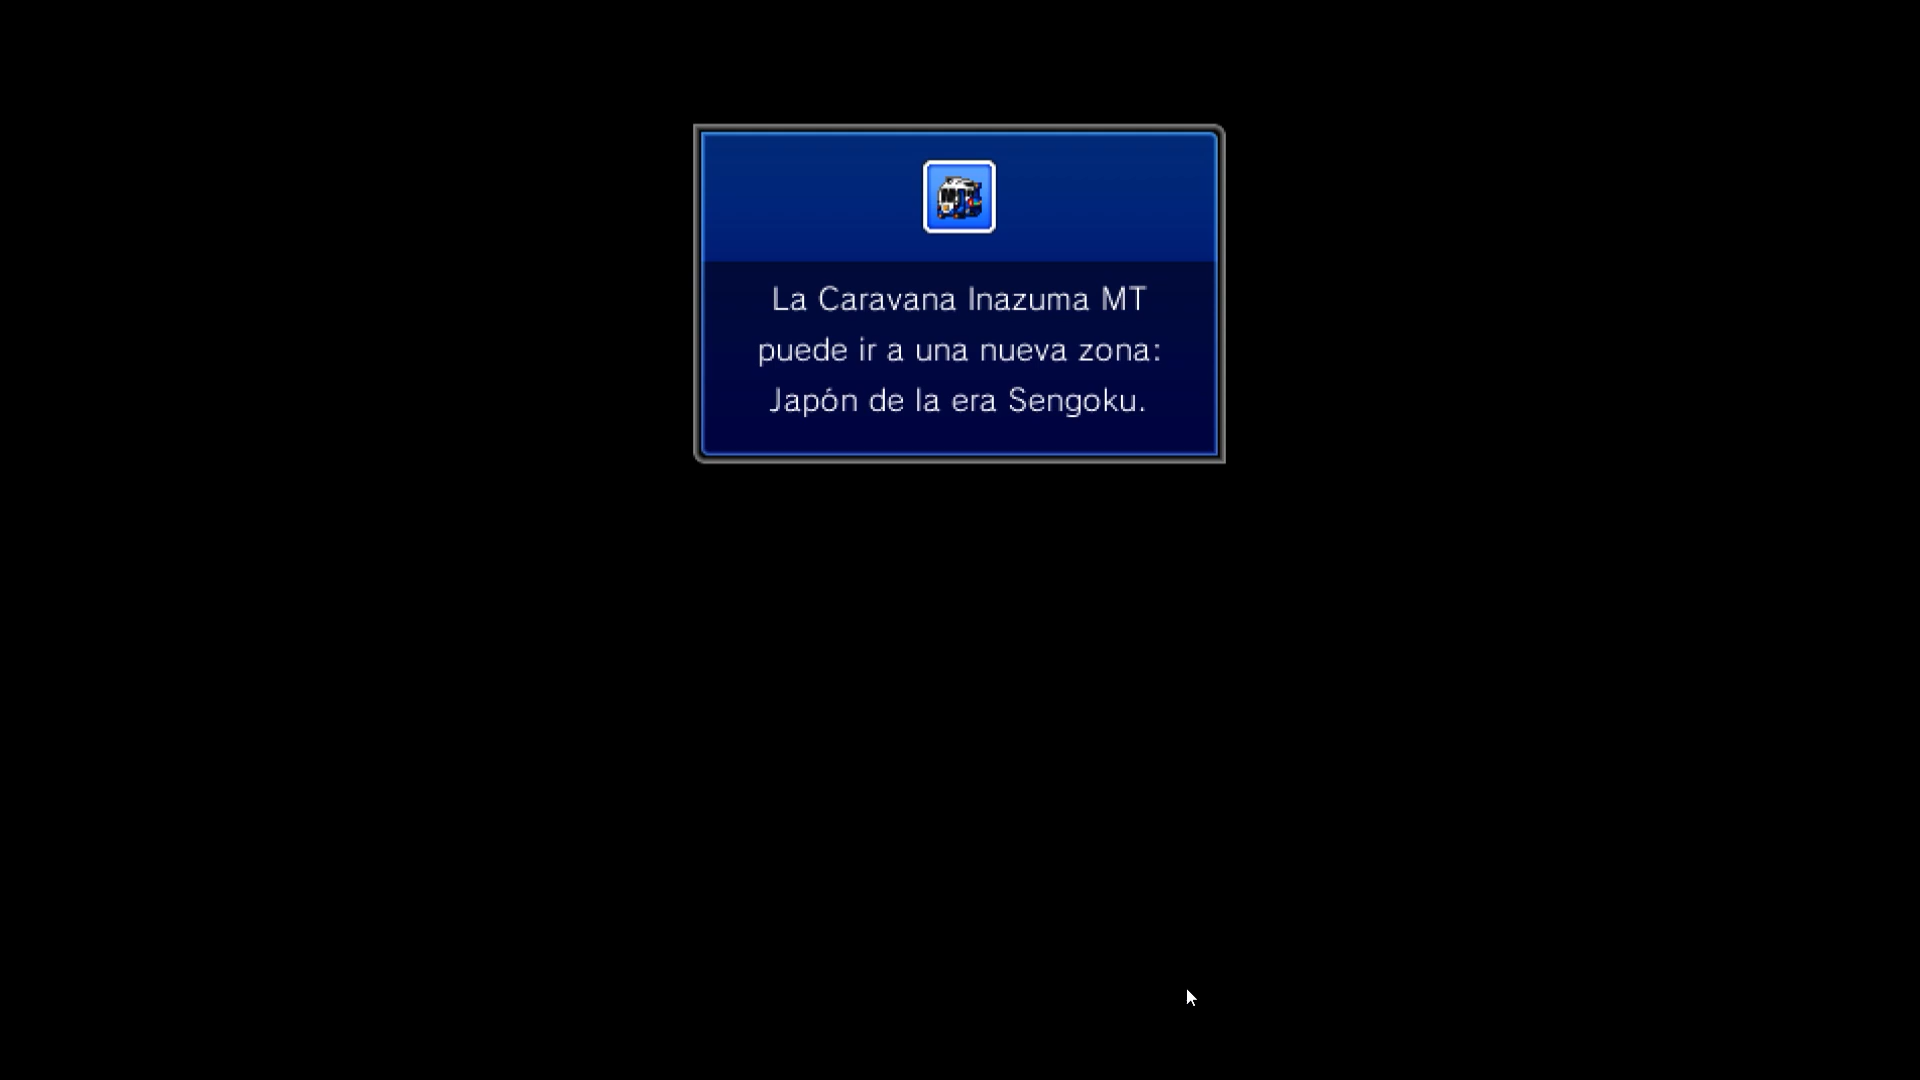 La Caravana Inazuma MT
puede ir a una nueva zona:
Japón de la era Sengoku.